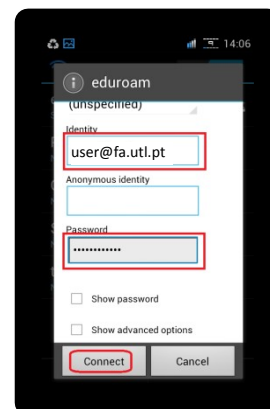 14:06
eduroam
(unspecified)
Identity
user@fa.utl.pt
Anonymous identity
Password
••••••••••••
Show password
Show advanced options
Connect Cancel